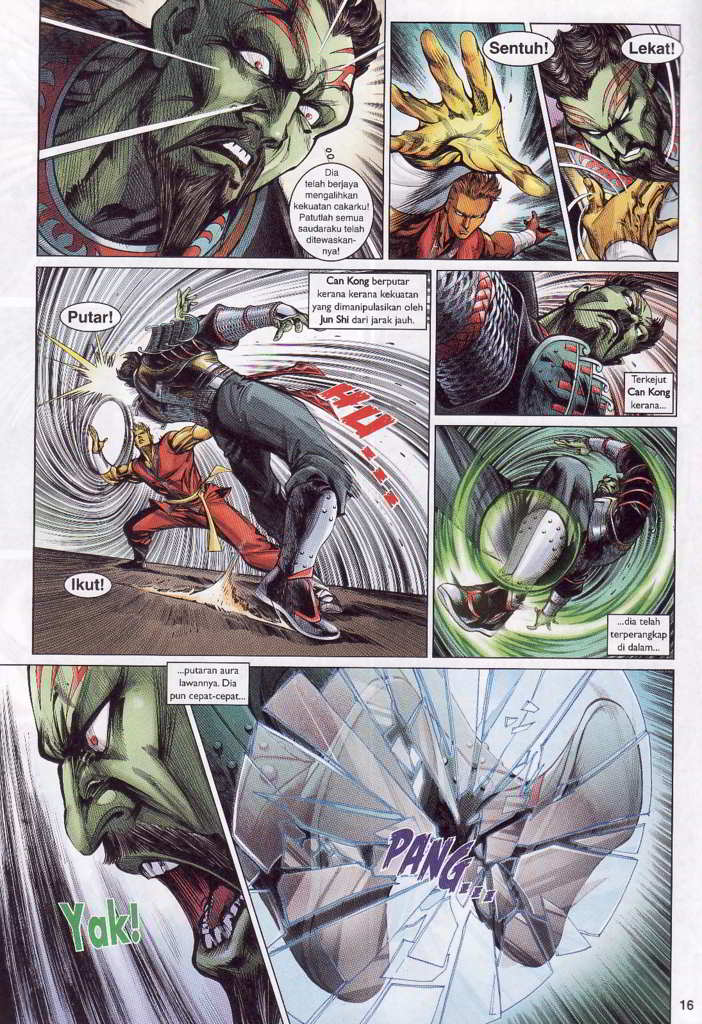 Dia
telah berjaya
mengalihkan
kekuatan cakarku!
Patutlah semua
saudaraku telah
ditewaskan-
nya!
Sentuh!
Lekat!
Putar!
Can Kong berputar
kerana kerana kekuatan
yang dimanipulasikan oleh
Jun Shi dari jarak jauh.
HU...
Ikut!
Terkejut
Can Kong
kerana...
...dia telah
terperangkap
di dalam...
...putaran aura
lawannya. Dia
pun cepat-cepat...
Yak!
PANG...
16